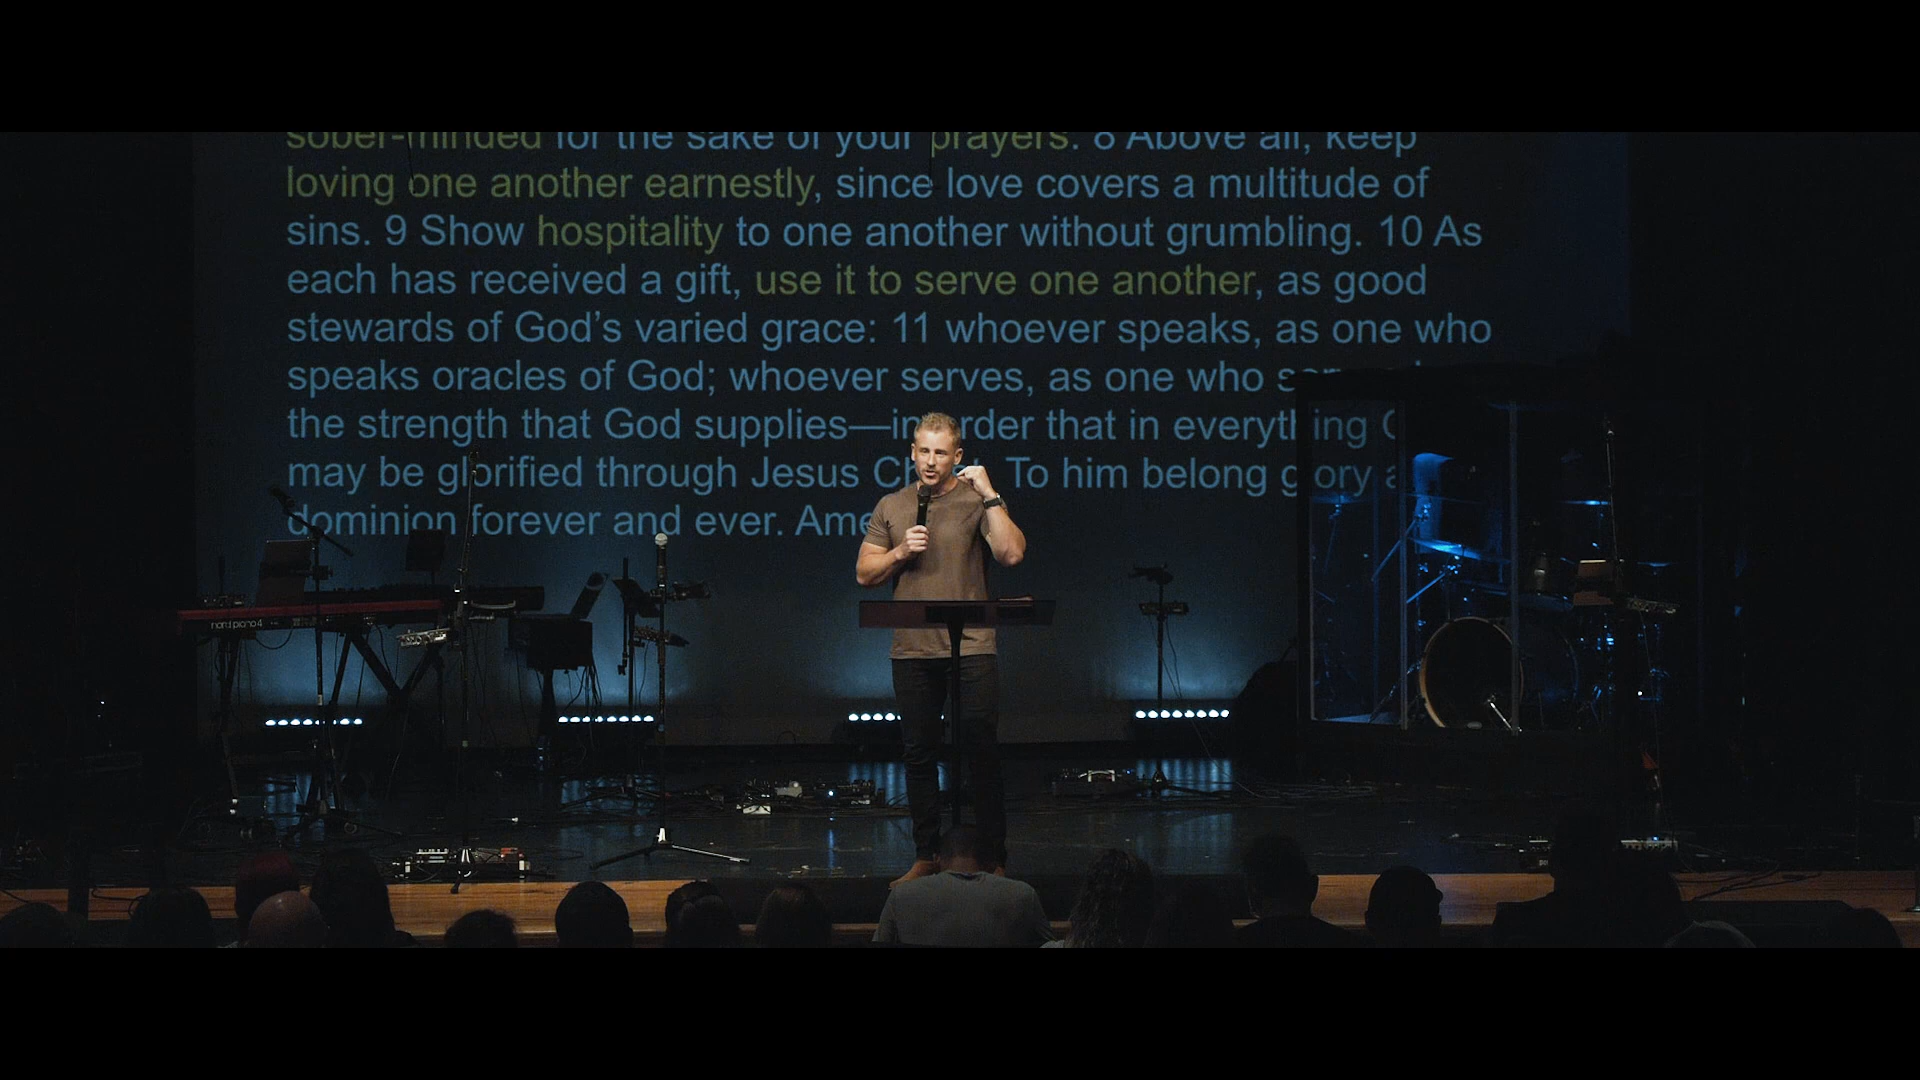 sober-minded for the sake of your prayers. 8 Above all, keep
loving one another earnestly, since love covers a multitude of
sins. 9 Show hospitality to one another without grumbling. 10 As
each has received a gift, use it to serve one another, as good
stewards of God’s varied grace: 11 whoever speaks, as one who
speaks oracles of God; whoever serves, as one who
the strength that God supplies—in order that in everything
may be glorified through Jesus Christ. To him belong glory
dominion forever and ever. Ame
nord piano 4